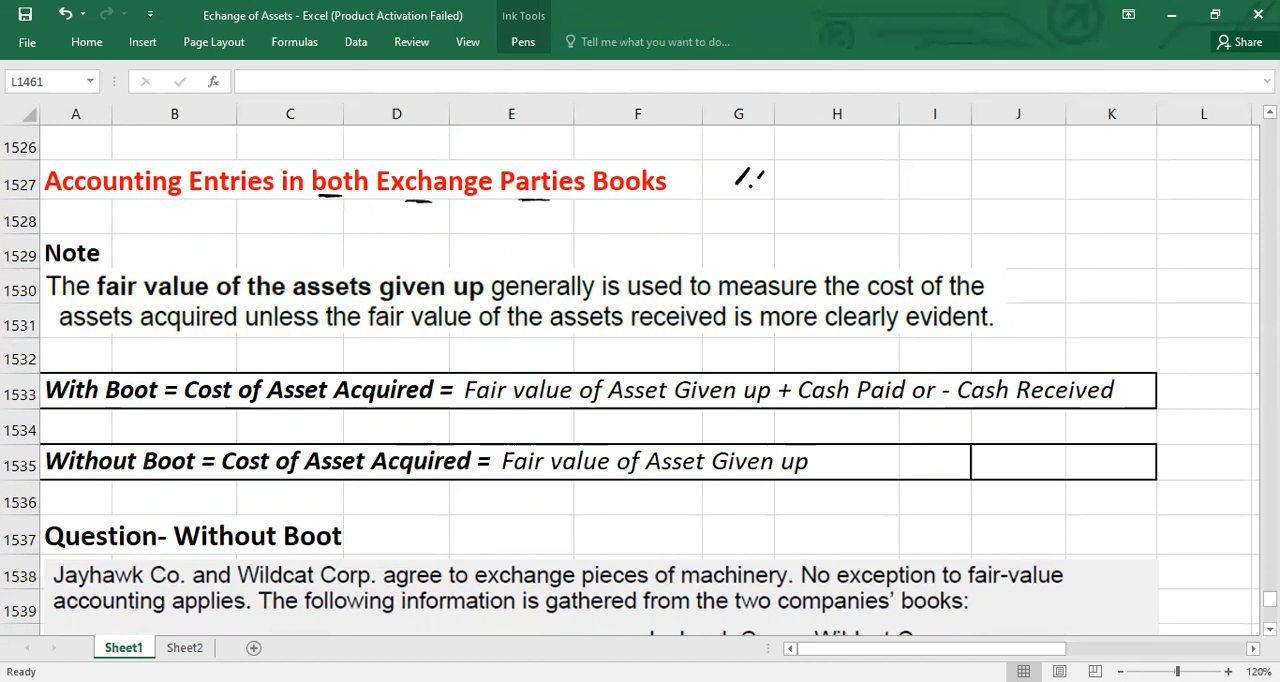 Echange of Assets - Excel (Product Activation Failed)
Ink Tools
File
Home
Insert
Page Layout
Formulas
Data
Review
View
Pens
Tell me what you want to do...
Share
L1461
fx
A B C D E F G H I J K L
1526
1527 Accounting Entries in both Exchange Parties Books
1528
1529 Note
1530 The fair value of the assets given up generally is used to measure the cost of the
1531 assets acquired unless the fair value of the assets received is more clearly evident.
1532
1533 With Boot = Cost of Asset Acquired = Fair value of Asset Given up + Cash Paid or - Cash Received
1534
1535 Without Boot = Cost of Asset Acquired = Fair value of Asset Given up
1536
1537 Question- Without Boot
1538 Jayhawk Co. and Wildcat Corp. agree to exchange pieces of machinery. No exception to fair-value
1539 accounting applies. The following information is gathered from the two companies’ books:
Sheet1
Sheet2
Ready
120%